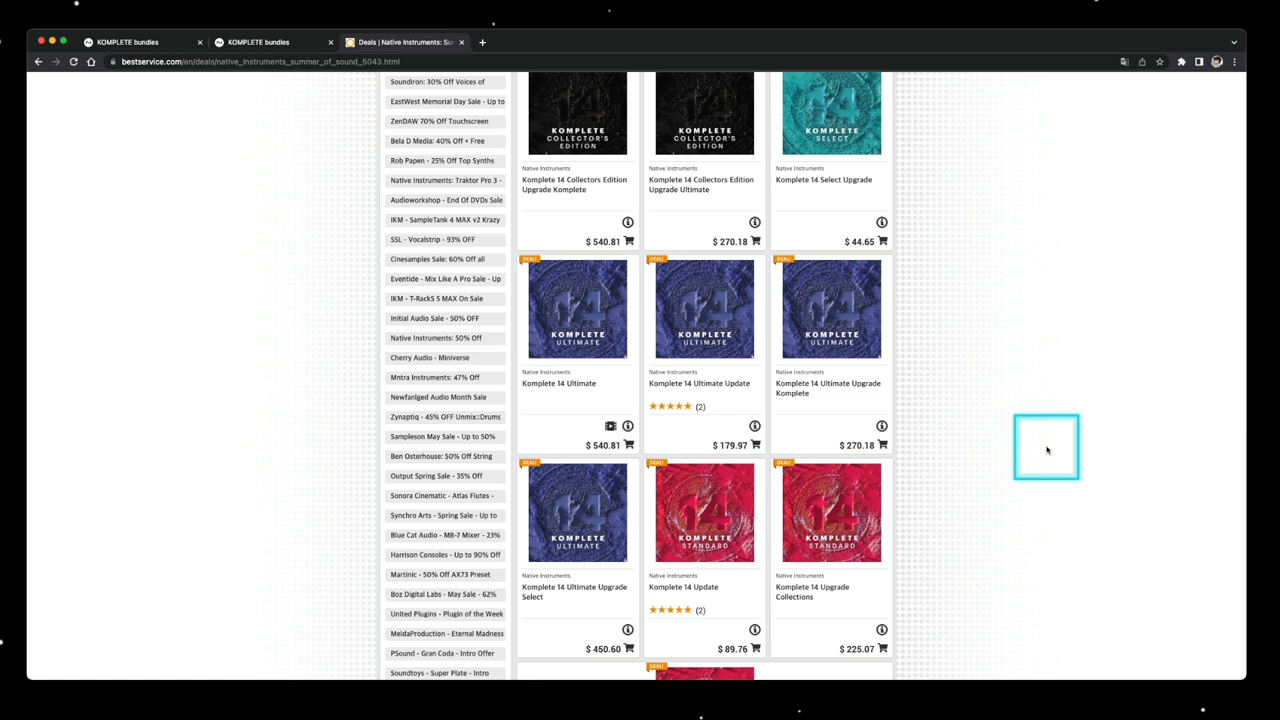 KOMPLETE bundles
KOMPLETE bundles
Deals | Native Instruments: Su
bestservice.com/en/deals/native_instruments_summer_of_sound_5043.html
Soundiron: 30% Off Voices of
EastWest Memorial Day Sale - Up to
ZenDAW 70% Off Touchscreen
Bela D Media: 40% Off + Free
Rob Papen - 25% Off Top Synths
Native Instruments: Traktor Pro 3 -
Audioworkshop - End Of DVDs Sale
IKM - SampleTank 4 MAX v2 Krazy
SSL - Vocalstrip - 93% OFF
Cinesamples Sale: 60% Off all
Eventide - Mix Like A Pro Sale - Up
IKM - T-RackS 5 MAX On Sale
Initial Audio Sale - 50% OFF
Native Instruments: 50% Off
Cherry Audio - Miniverse
Mntra Instruments: 47% Off
Newfanlged Audio Month Sale
Zynaptiq - 45% OFF Unmix::Drums
Sampleson May Sale - Up to 50%
Ben Osterhouse: 50% Off String
Output Spring Sale - 35% Off
Sonora Cinematic - Atlas Flutes -
Synchro Arts - Spring Sale - Up to
Blue Cat Audio - MB-7 Mixer - 23%
Harrison Consoles - Up to 90% Off
Martinic - 50% Off AX73 Preset
Boz Digital Labs - May Sale - 62%
United Plugins - Plugin of the Week
MeldaProduction - Eternal Madness
PSound - Gran Coda - Intro Offer
Soundtoys - Super Plate - Intro
14
KOMPLETE
COLLECTOR'S
EDITION
Native Instruments
Komplete 14 Collectors Edition
Upgrade Komplete
$ 540.81
14
KOMPLETE
COLLECTOR'S
EDITION
Native Instruments
Komplete 14 Collectors Edition
Upgrade Ultimate
$ 270.18
14
KOMPLETE
SELECT
Native Instruments
Komplete 14 Select Upgrade
$ 44.65
DEAL!
14
KOMPLETE
ULTIMATE
Native Instruments
Komplete 14 Ultimate
$ 540.81
DEAL!
14
KOMPLETE
ULTIMATE
Native Instruments
Komplete 14 Ultimate Update
(2)
$ 179.97
DEAL!
14
KOMPLETE
ULTIMATE
Native Instruments
Komplete 14 Ultimate Upgrade
Komplete
$ 270.18
DEAL!
14
KOMPLETE
ULTIMATE
Native Instruments
Komplete 14 Ultimate Upgrade
Select
$ 450.60
DEAL!
14
KOMPLETE
STANDARD
Native Instruments
Komplete 14 Update
(2)
$ 89.76
DEAL!
14
KOMPLETE
STANDARD
Native Instruments
Komplete 14 Upgrade
Collections
$ 225.07
DEAL!